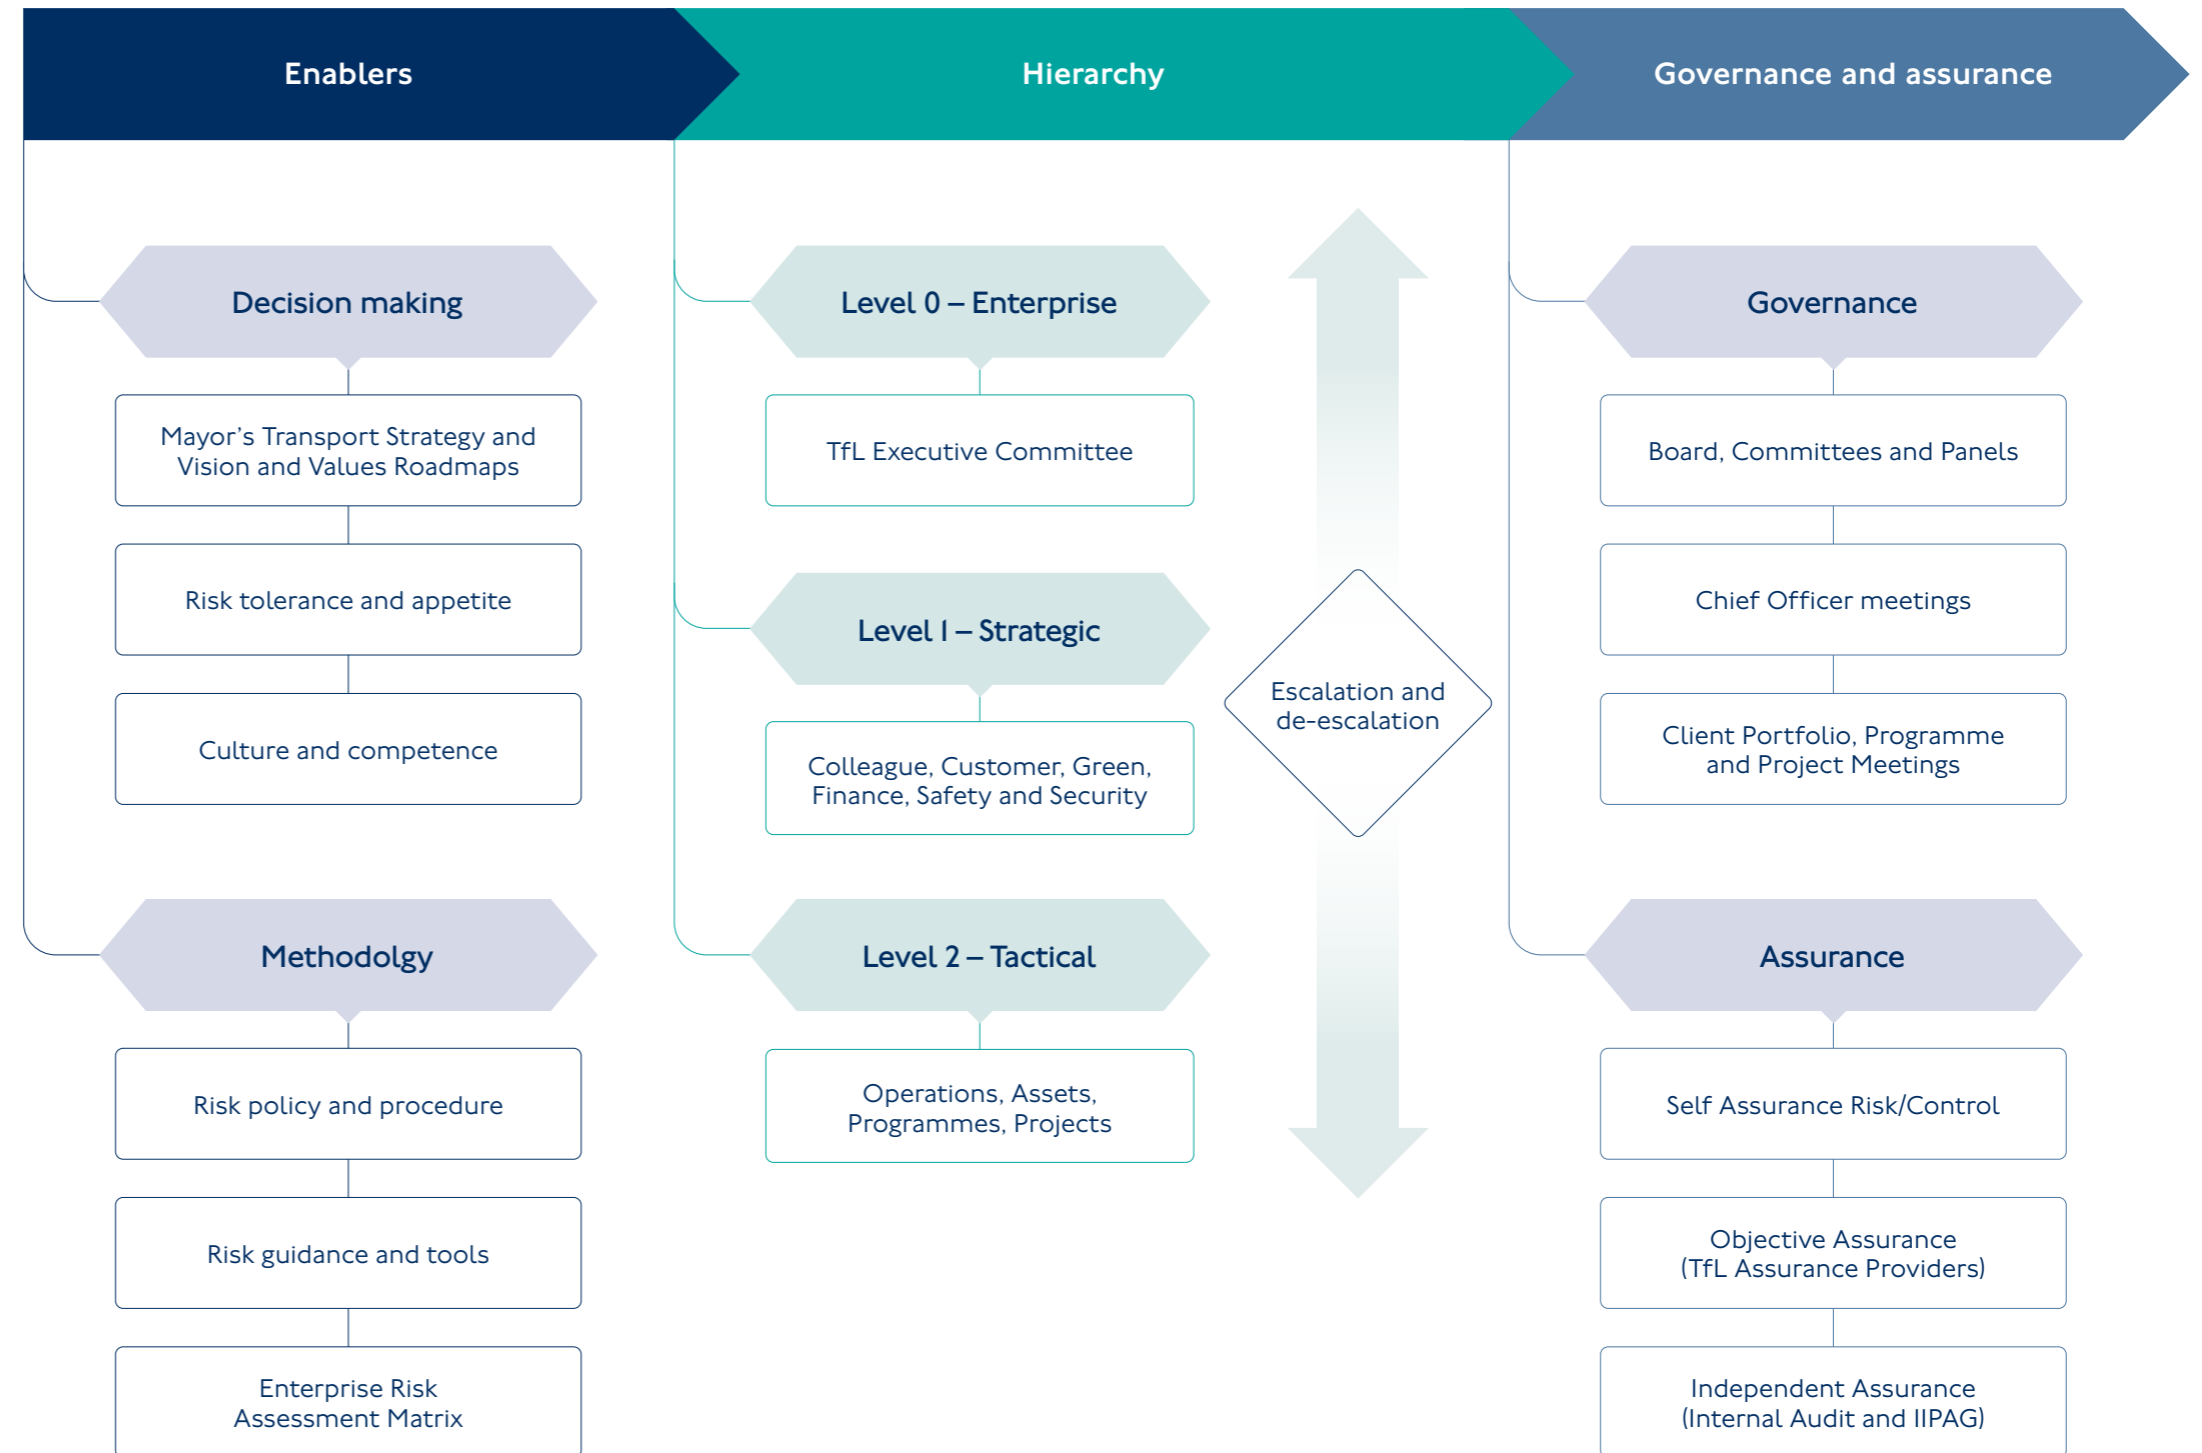 Enablers
Hierarchy
Governance and assurance
Decision making
Mayor’s Transport Strategy and
Vision and Values Roadmaps
Risk tolerance and appetite
Culture and competence
Methodolgy
Risk policy and procedure
Risk guidance and tools
Enterprise Risk
Assessment Matrix
Level 0 – Enterprise
TfL Executive Committee
Level 1 – Strategic
Colleague, Customer, Green,
Finance, Safety and Security
Level 2 – Tactical
Operations, Assets,
Programmes, Projects
Escalation and
de-escalation
Governance
Board, Committees and Panels
Chief Officer meetings
Client Portfolio, Programme
and Project Meetings
Assurance
Self Assurance Risk/Control
Objective Assurance
(TfL Assurance Providers)
Independent Assurance
(Internal Audit and IIPAG)